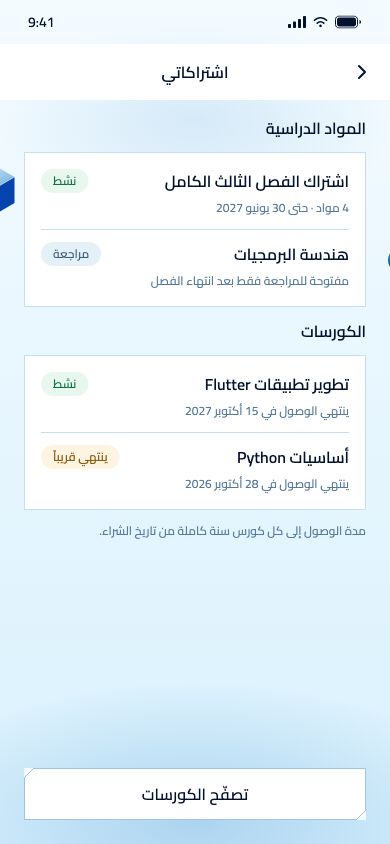 9:41
اشتراكاتي
المواد الدراسية
اشتراك الفصل الثالث الكامل
نشط
4 مواد · حتى 30 يونيو 2027
هندسة البرمجيات
مراجعة
مفتوحة للمراجعة فقط بعد انتهاء الفصل
الكورسات
تطوير تطبيقات Flutter
نشط
ينتهي الوصول في 15 أكتوبر 2027
أساسيات Python
ينتهي قريباً
ينتهي الوصول في 28 أكتوبر 2026
مدة الوصول إلى كل كورس سنة كاملة من تاريخ الشراء.
تصفّح الكورسات